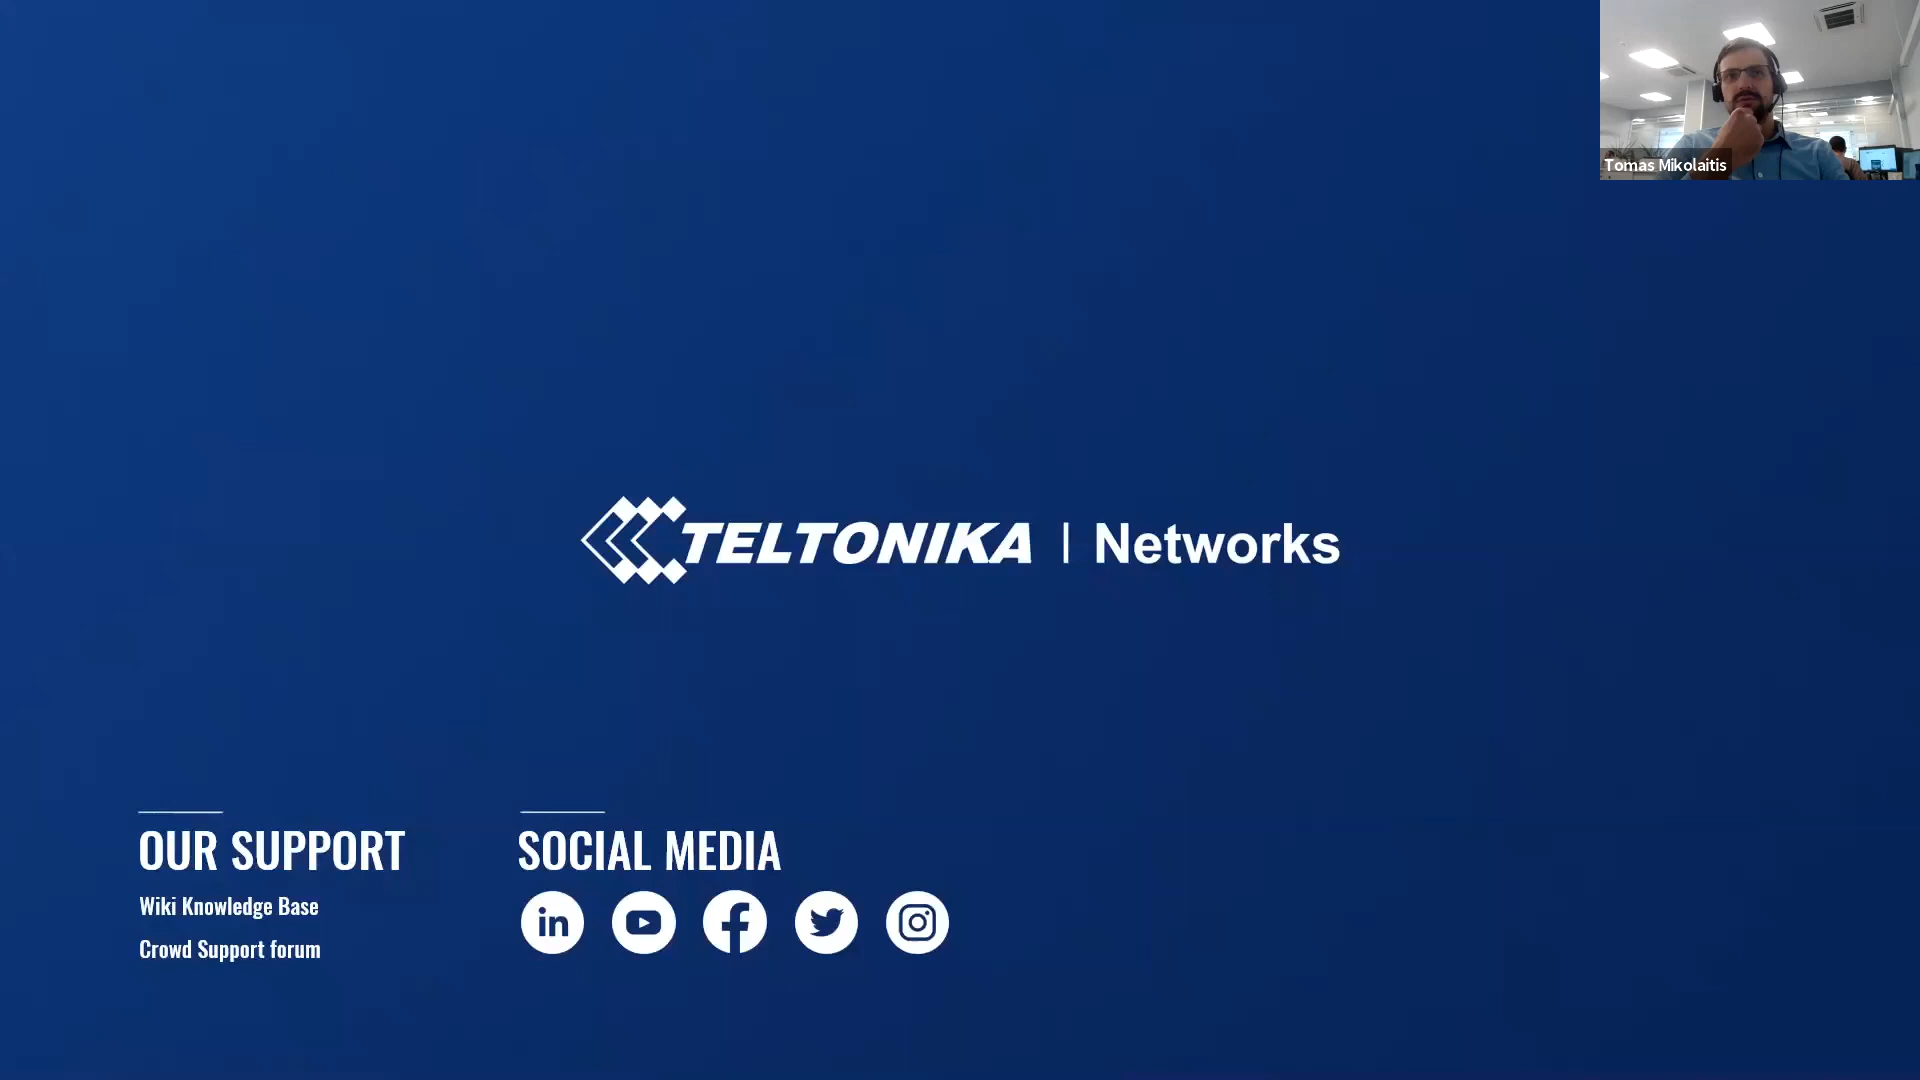 Tomas Mikolaitis
TELTONIKA | Networks
OUR SUPPORT
Wiki Knowledge Base
Crowd Support forum
SOCIAL MEDIA
in